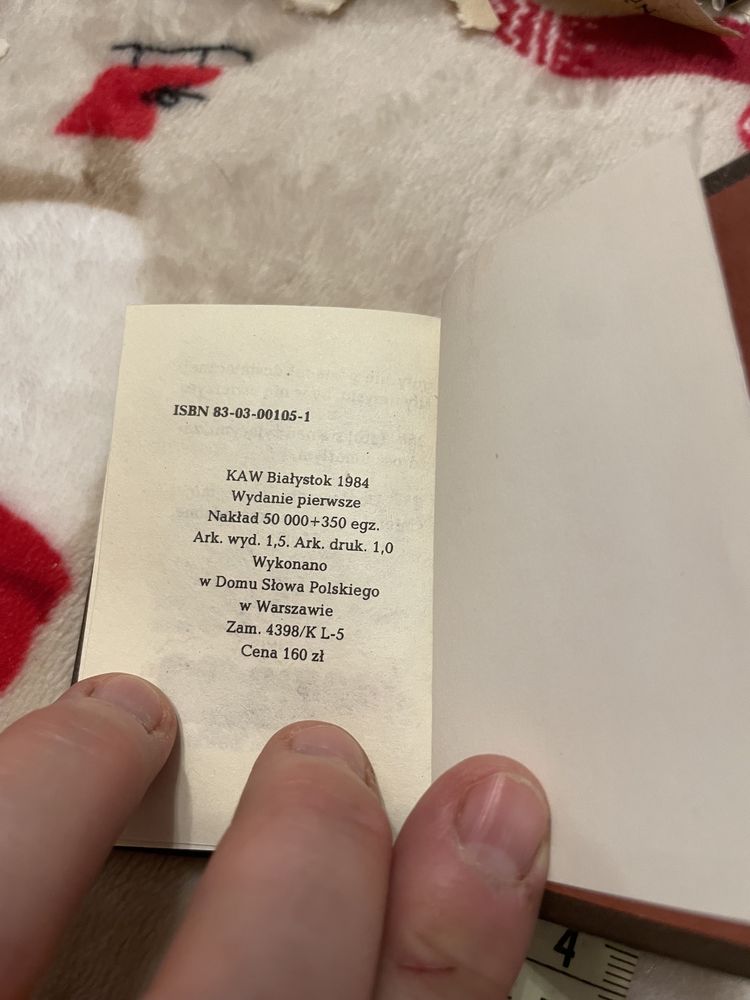 ISBN 83-03-00105-1
KAW Białystok 1984
Wydanie pierwsze
Nakład 50 000+350 egz.
Ark. wyd. 1,5. Ark. druk. 1,0
Wykonano
w Domu Słowa Polskiego
w Warszawie
Zam. 4398/K L-5
Cena 160 zł
4